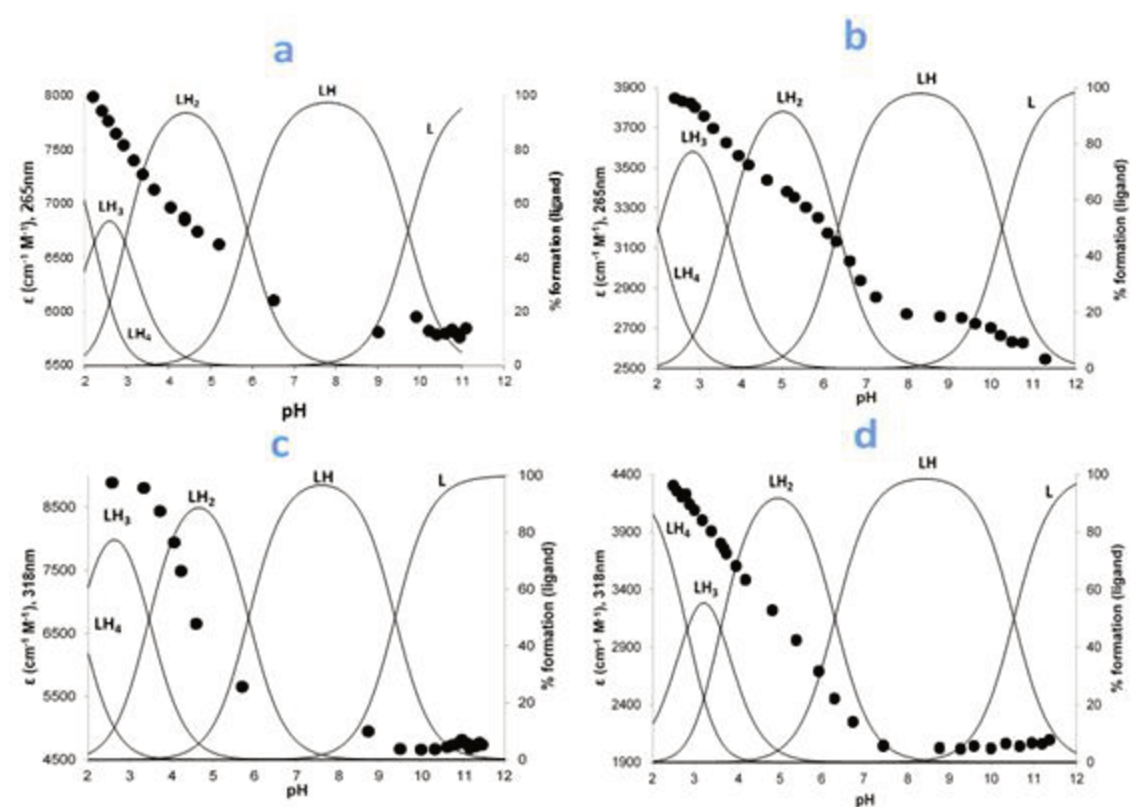 a
8000
7500
7000
6500
6000
5500
ε (cm⁻¹ M⁻¹), 265nm
LH₂
LH
L
LH₃
LH₄
100
80
60
40
20
0
% formation (ligand)
2 3 4 5 6 7 8 9 10 11 12
pH
b
3900
3700
3500
3300
3100
2900
2700
2500
ε (cm⁻¹ M⁻¹), 265nm
LH
LH₂
L
LH₃
LH₄
100
80
60
40
20
0
% formation (ligand)
2 3 4 5 6 7 8 9 10 11 12
pH
c
8500
7500
6500
5500
4500
ε (cm⁻¹ M⁻¹), 318nm
LH
L
LH₂
LH₃
LH₄
100
80
60
40
20
0
% formation (ligand)
2 3 4 5 6 7 8 9 10 11 12
pH
d
4400
3900
3400
2900
2400
1900
ε (cm⁻¹ M⁻¹), 318nm
LH
LH₂
L
LH₄
LH₃
100
80
60
40
20
0
% formation (ligand)
2 3 4 5 6 7 8 9 10 11 12
pH